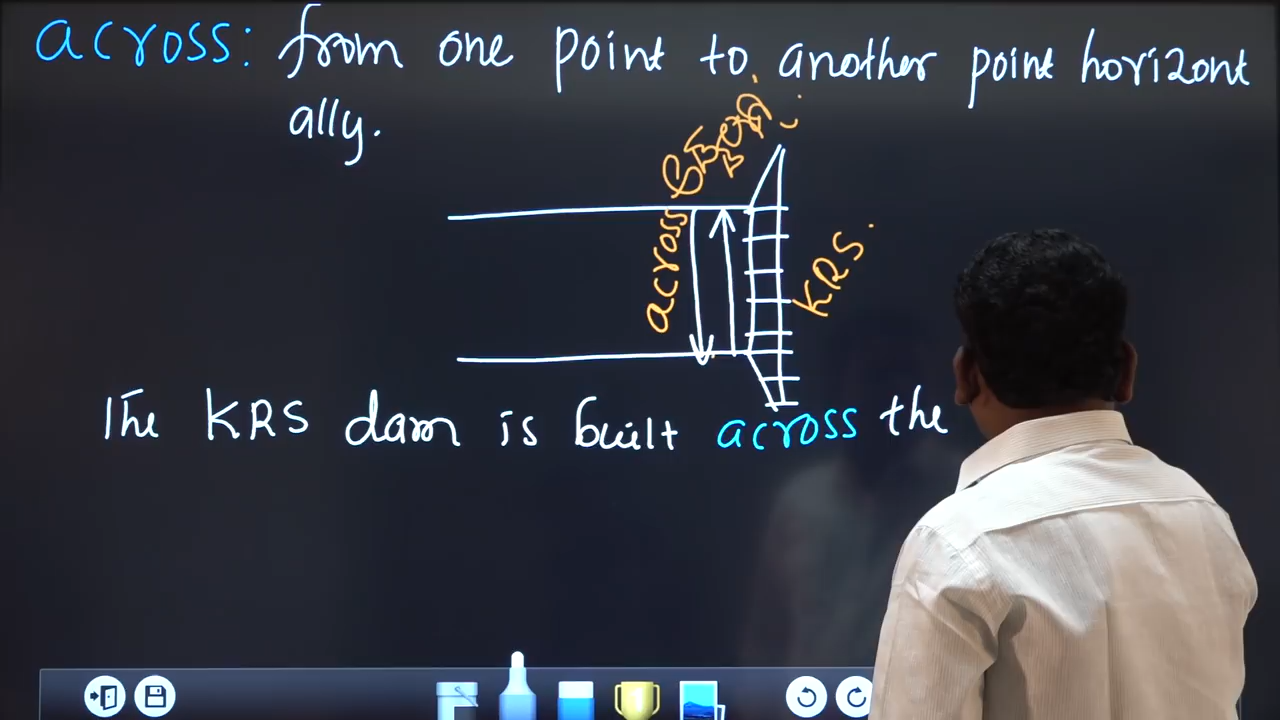 across: from one point to another point horizont
ally.
across
KRS.
The KRS dam is built across the